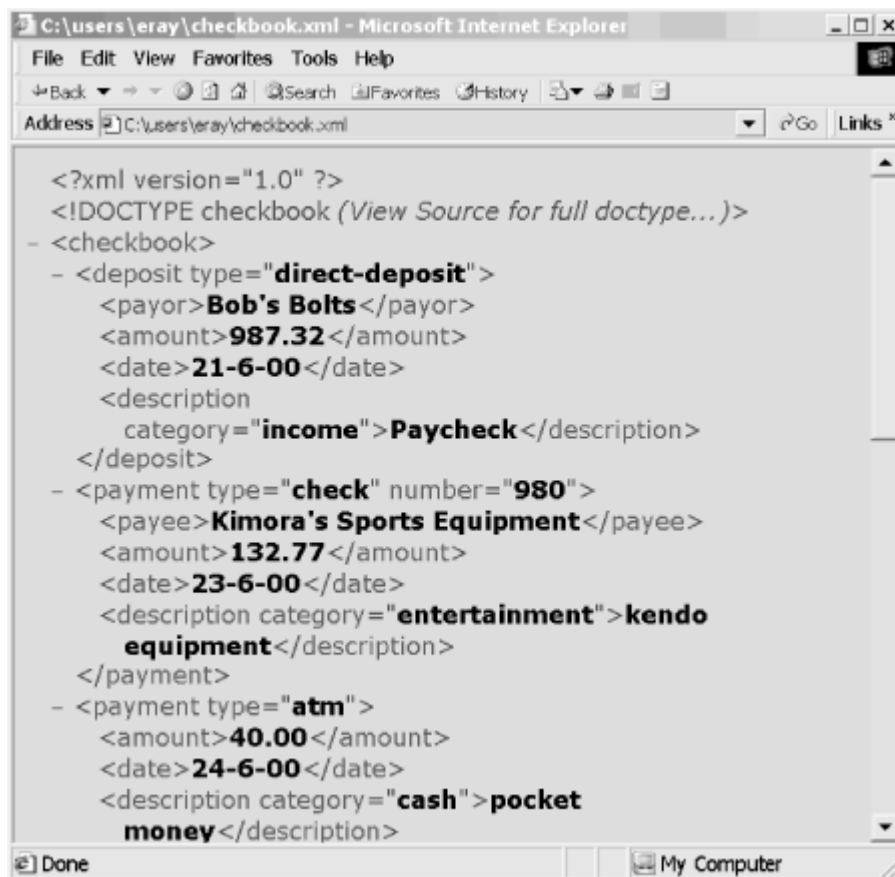 C:\users\eray\checkbook.xml - Microsoft Internet Explorer
File Edit View Favorites Tools Help
Back Search Favorites History
Address C:\users\eray\checkbook.xml Go Links »
<?xml version="1.0" ?>
<!DOCTYPE checkbook (View Source for full doctype...)>
- <checkbook>
- <deposit type="direct-deposit">
<payor>Bob's Bolts</payor>
<amount>987.32</amount>
<date>21-6-00</date>
<description
category="income">Paycheck</description>
</deposit>
- <payment type="check" number="980">
<payee>Kimora's Sports Equipment</payee>
<amount>132.77</amount>
<date>23-6-00</date>
<description category="entertainment">kendo
equipment</description>
</payment>
- <payment type="atm">
<amount>40.00</amount>
<date>24-6-00</date>
<description category="cash">pocket
money</description>
Done My Computer